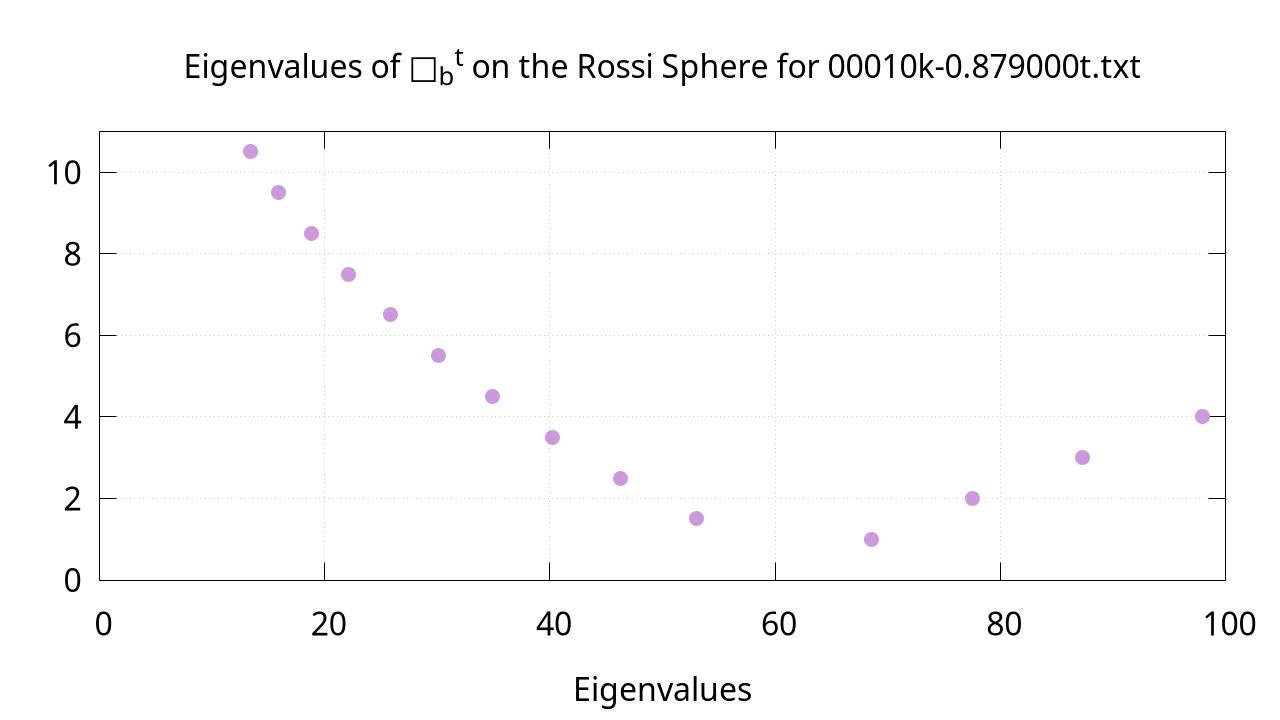 Eigenvalues of □bᵗ on the Rossi Sphere for 00010k-0.879000t.txt
10
8
6
4
2
0
0 20 40 60 80 100
Eigenvalues